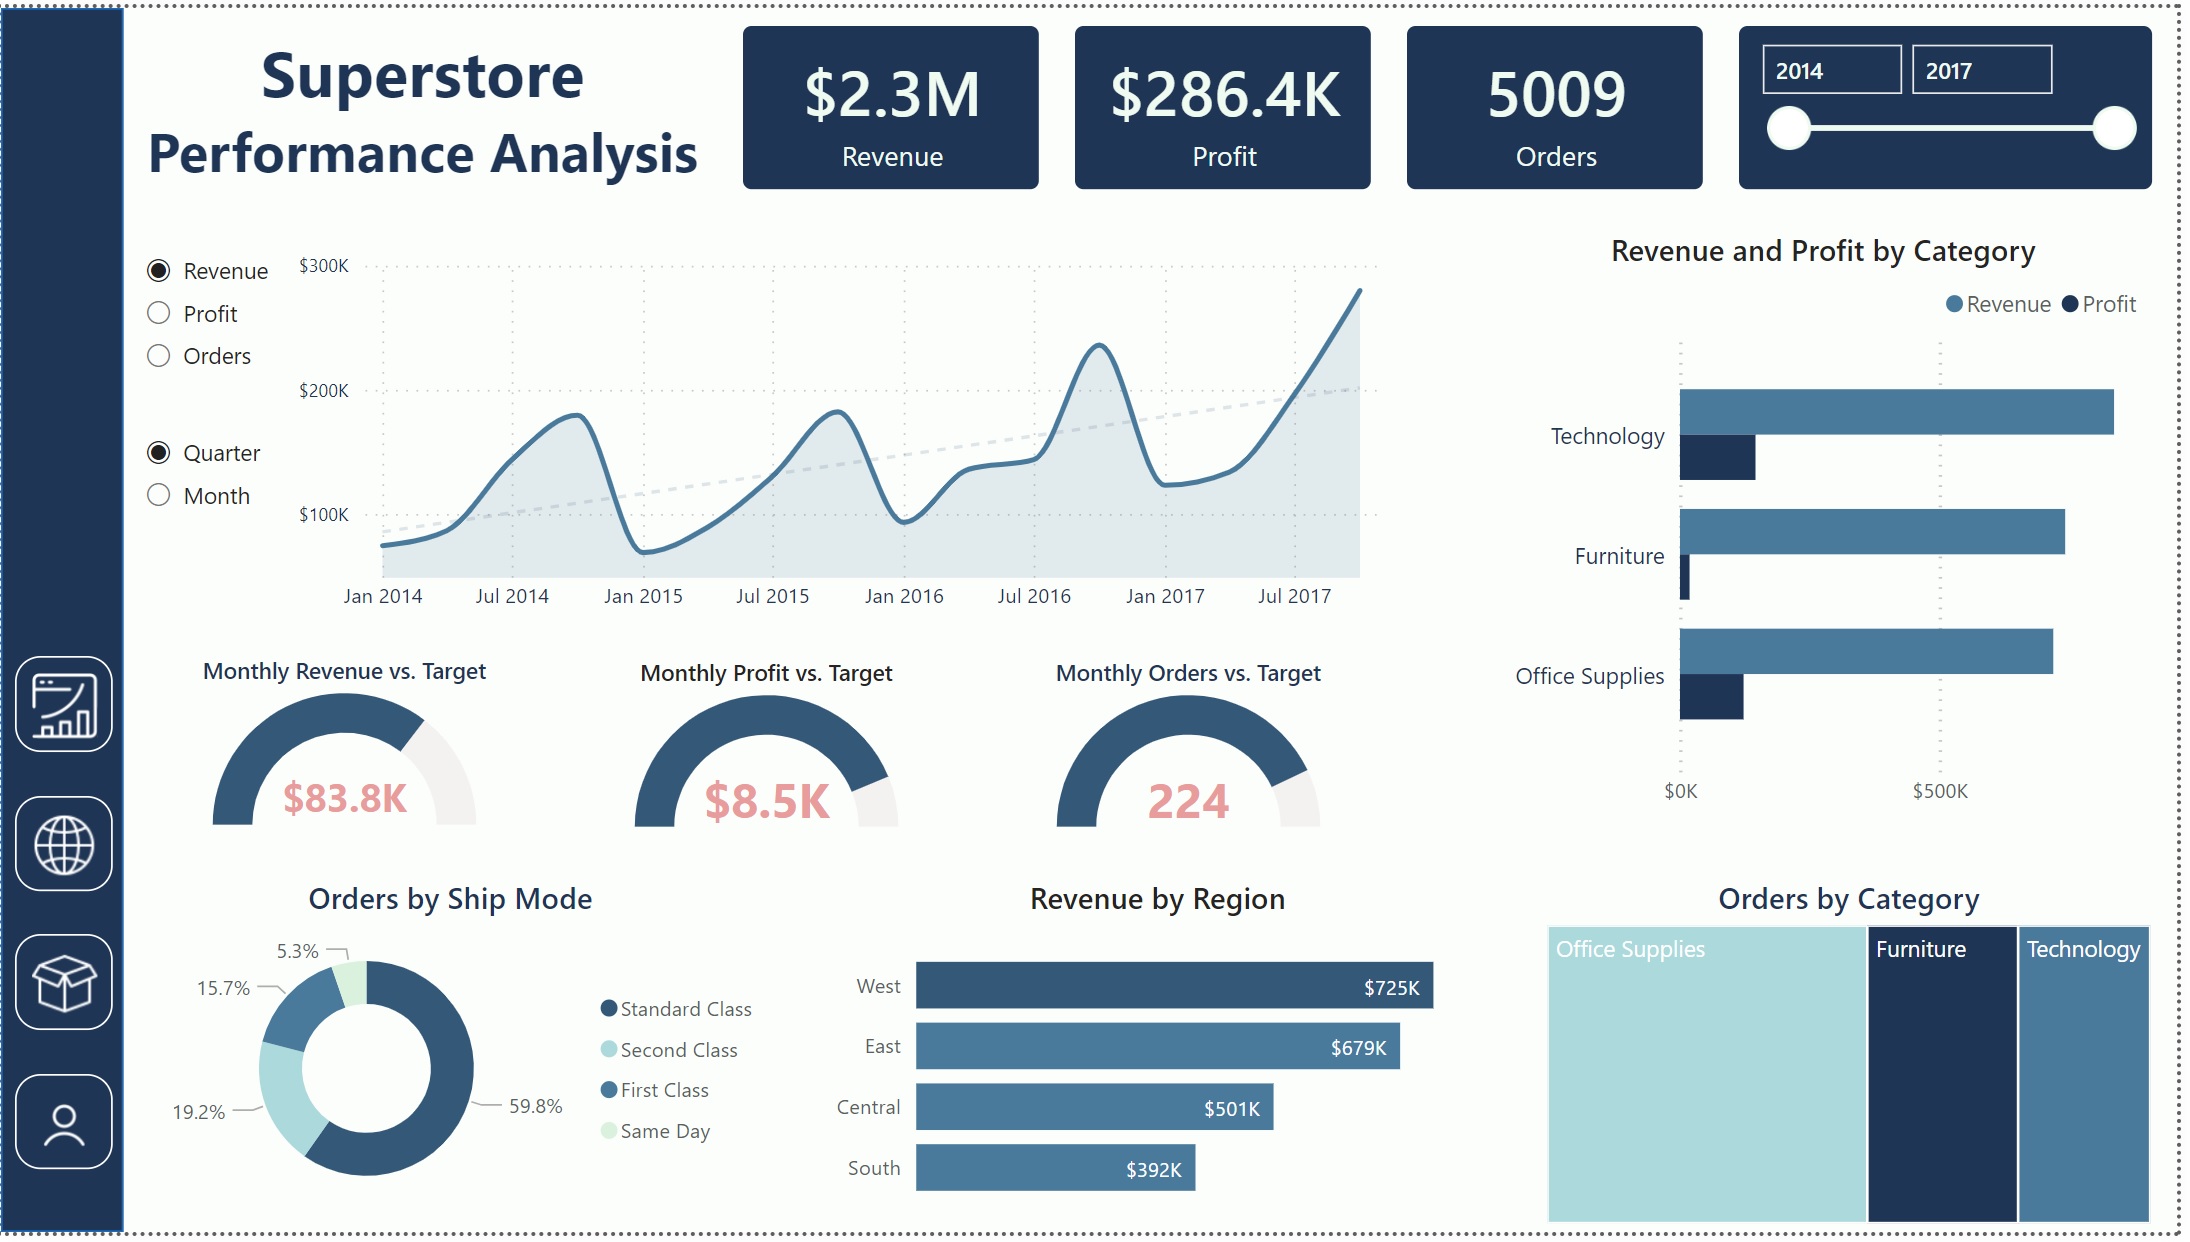 Superstore
Performance Analysis
$2.3M
Revenue
$286.4K
Profit
5009
Orders
2014
2017
Revenue
Profit
Orders
Quarter
Month
$300K
$200K
$100K
Jan 2014
Jul 2014
Jan 2015
Jul 2015
Jan 2016
Jul 2016
Jan 2017
Jul 2017
Revenue and Profit by Category
Revenue
Profit
Technology
Furniture
Office Supplies
$0K
$500K
Monthly Revenue vs. Target
$83.8K
Monthly Profit vs. Target
$8.5K
Monthly Orders vs. Target
224
Orders by Ship Mode
5.3%
15.7%
19.2%
59.8%
Standard Class
Second Class
First Class
Same Day
Revenue by Region
West
$725K
East
$679K
Central
$501K
South
$392K
Orders by Category
Office Supplies
Furniture
Technology